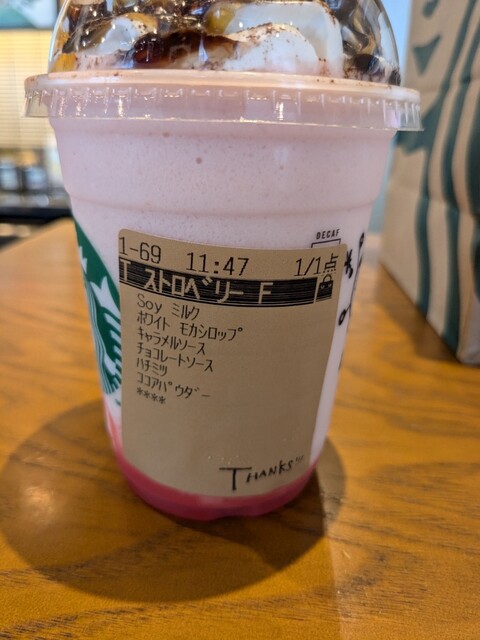 DECAF
1-69 11:47 1/1点
T ストロベリー F
Soy ミルク
ホワイト モカシロップ
キャラメルソース
チョコレートソース
ハチミツ
ココアパウダー
****
THANKS